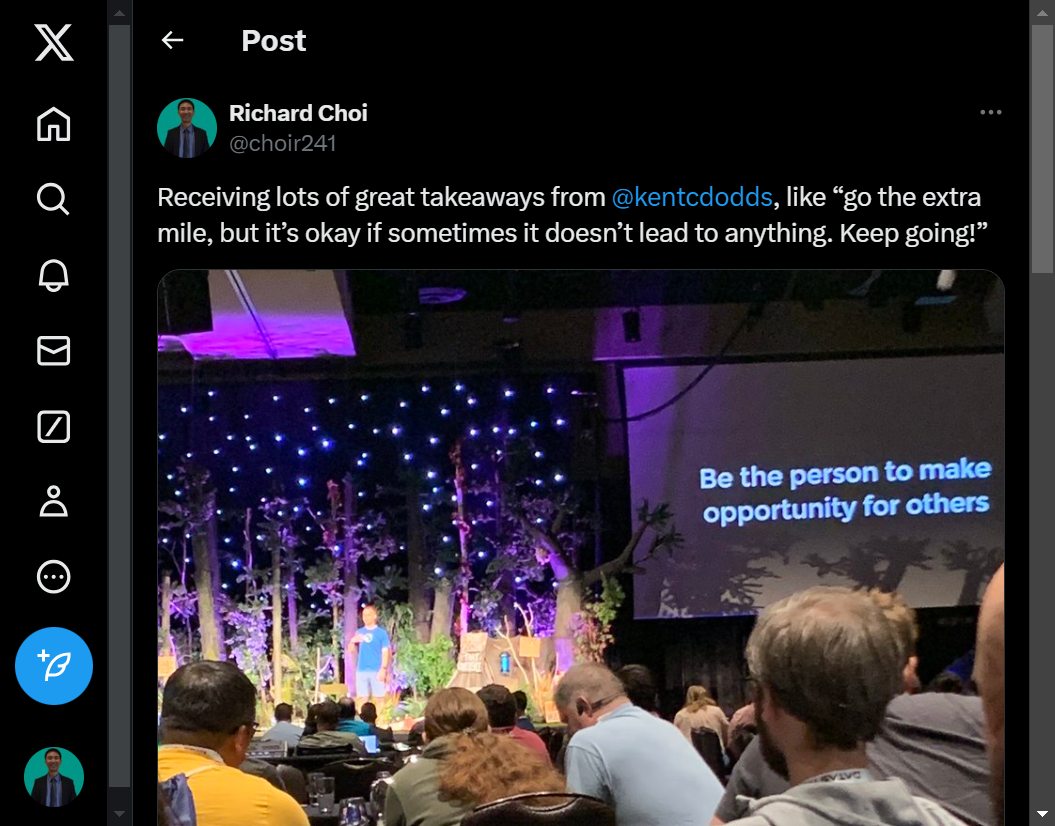 Post
Richard Choi
@choir241
Receiving lots of great takeaways from @kentcdodds, like “go the extra
mile, but it’s okay if sometimes it doesn’t lead to anything. Keep going!”
Be the person to make
opportunity for others